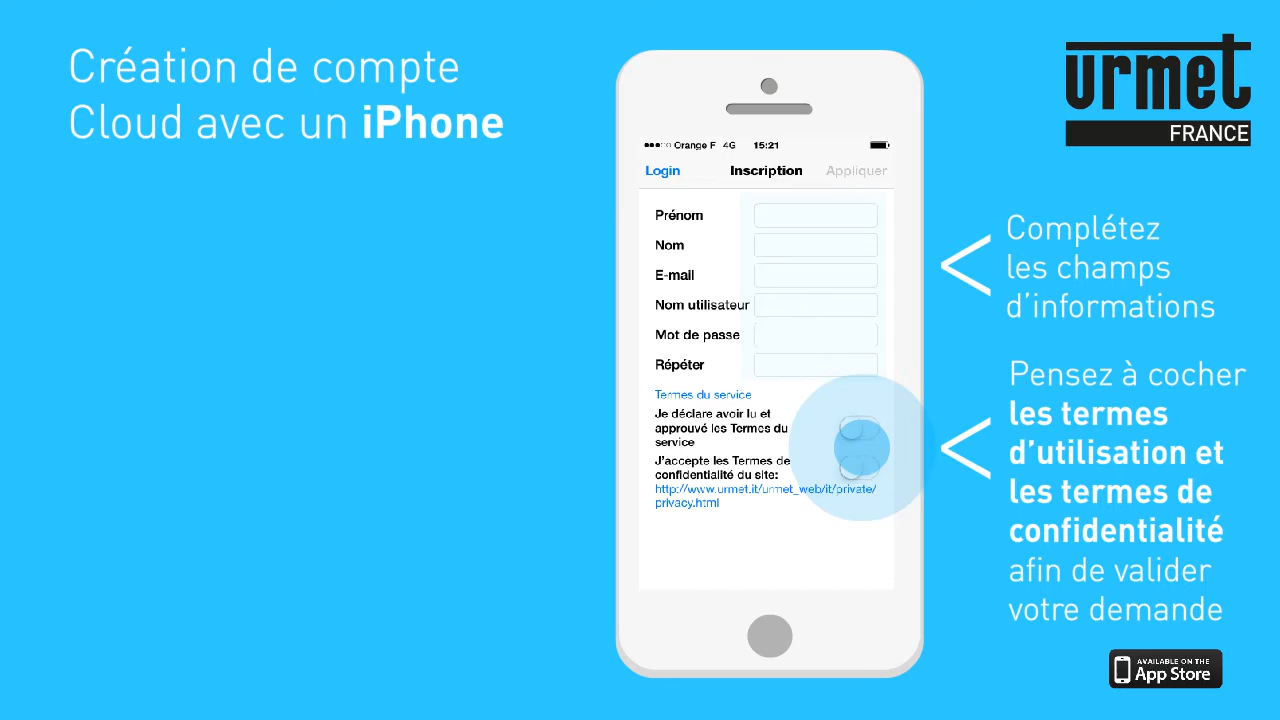 Création de compte
Cloud avec un iPhone
urmet
FRANCE
Orange F 4G 15:21
Login Inscription Appliquer
Prénom
Nom
E-mail
Nom utilisateur
Mot de passe
Répéter
Termes du service
Je déclare avoir lu et
approuvé les Termes du
service
J'accepte les Termes de
confidentialité du site:
http://www.urmet.it/urmet_web/it/private/
privacy.html
Complétez
les champs
d'informations
Pensez à cocher
les termes
d'utilisation et
les termes de
confidentialité
afin de valider
votre demande
AVAILABLE ON THE
App Store